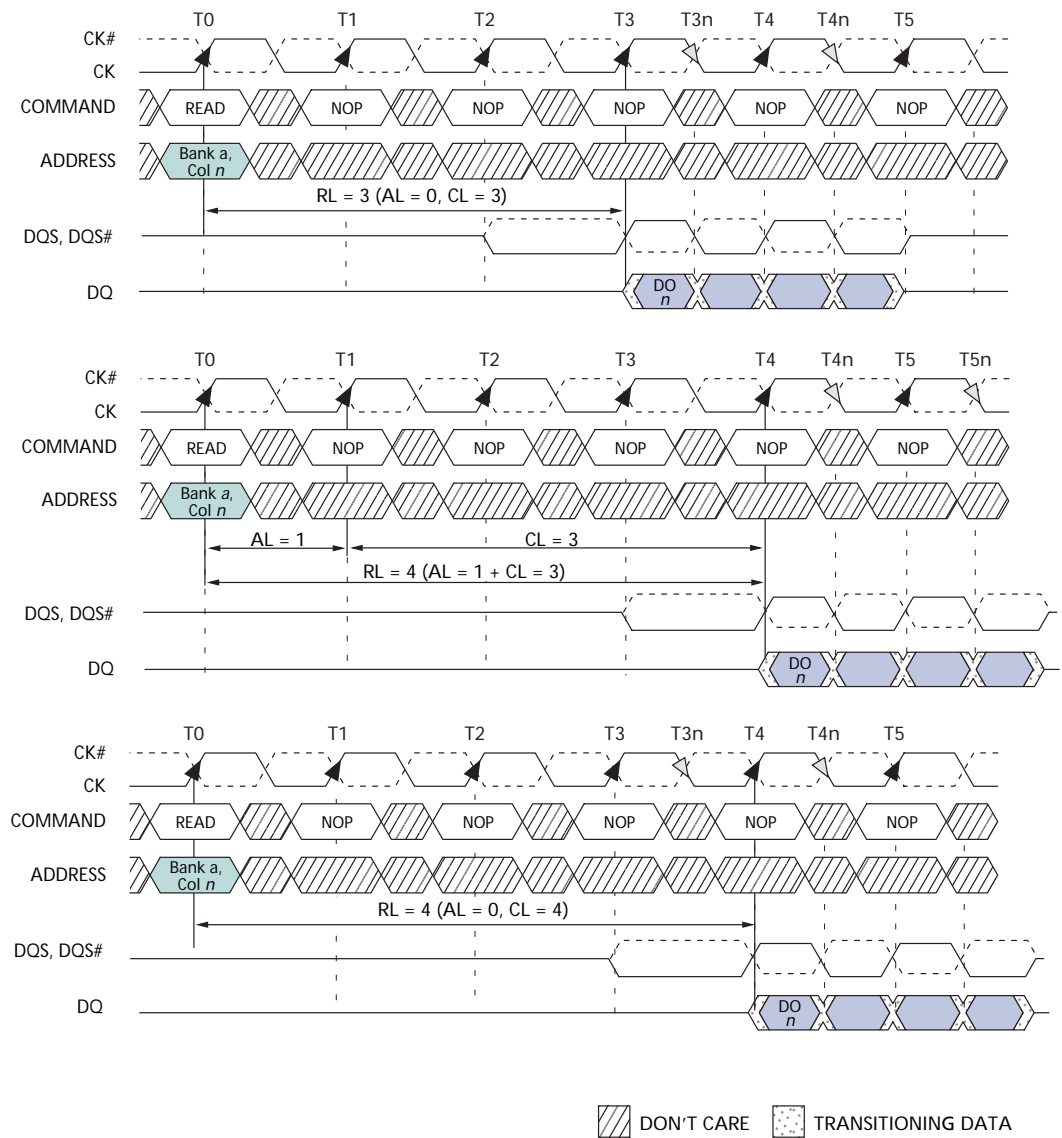 T0 T1 T2 T3 T3n T4 T4n T5
CK#
CK
COMMAND READ NOP NOP NOP NOP NOP
ADDRESS Bank a,
Col n
RL = 3 (AL = 0, CL = 3)
DQS, DQS#
DQ DO
n
T0 T1 T2 T3 T4 T4n T5 T5n
CK#
CK
COMMAND READ NOP NOP NOP NOP NOP
ADDRESS Bank a,
Col n
AL = 1 CL = 3
RL = 4 (AL = 1 + CL = 3)
DQS, DQS#
DQ DO
n
T0 T1 T2 T3 T3n T4 T4n T5
CK#
CK
COMMAND READ NOP NOP NOP NOP NOP
ADDRESS Bank a,
Col n
RL = 4 (AL = 0, CL = 4)
DQS, DQS#
DQ DO
n
DON'T CARE TRANSITIONING DATA